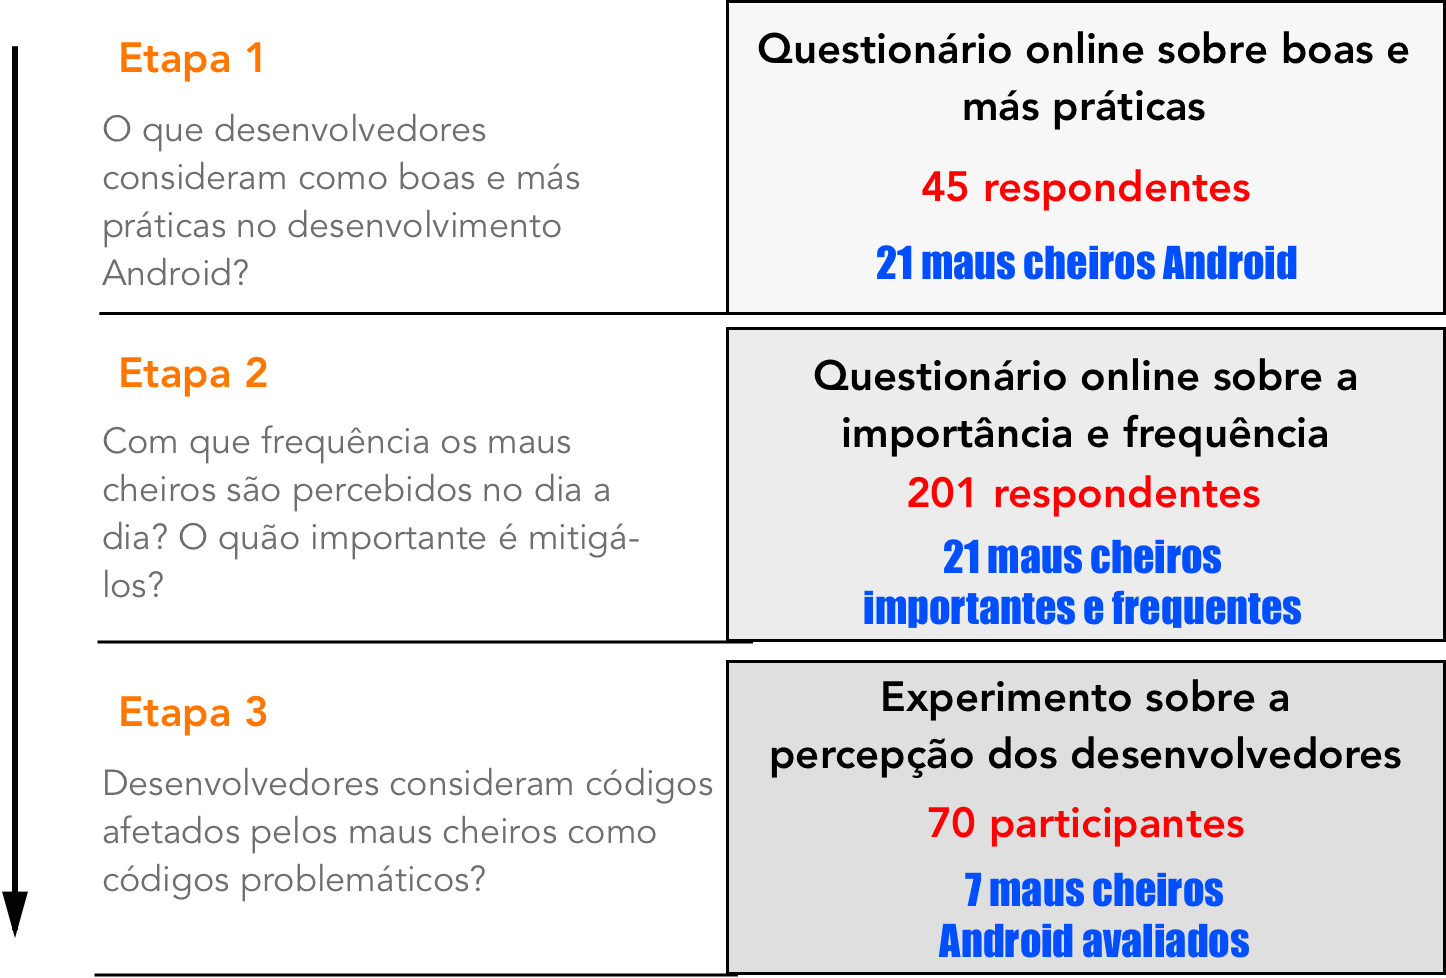 Etapa 1
O que desenvolvedores
consideram como boas e más
práticas no desenvolvimento
Android?
Questionário online sobre boas e
más práticas
45 respondentes
21 maus cheiros Android
Etapa 2
Com que frequência os maus
cheiros são percebidos no dia a
dia? O quão importante é mitigá-
los?
Questionário online sobre a
importância e frequência
201 respondentes
21 maus cheiros
importantes e frequentes
Etapa 3
Desenvolvedores consideram códigos
afetados pelos maus cheiros como
códigos problemáticos?
Experimento sobre a
percepção dos desenvolvedores
70 participantes
7 maus cheiros
Android avaliados